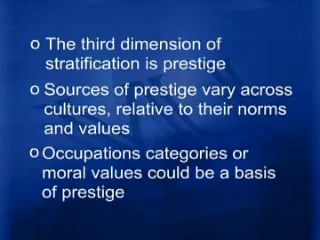 o The third dimension of
stratification is prestige
o Sources of prestige vary across
cultures, relative to their norms
and values
o Occupations categories or
moral values could be a basis
of prestige